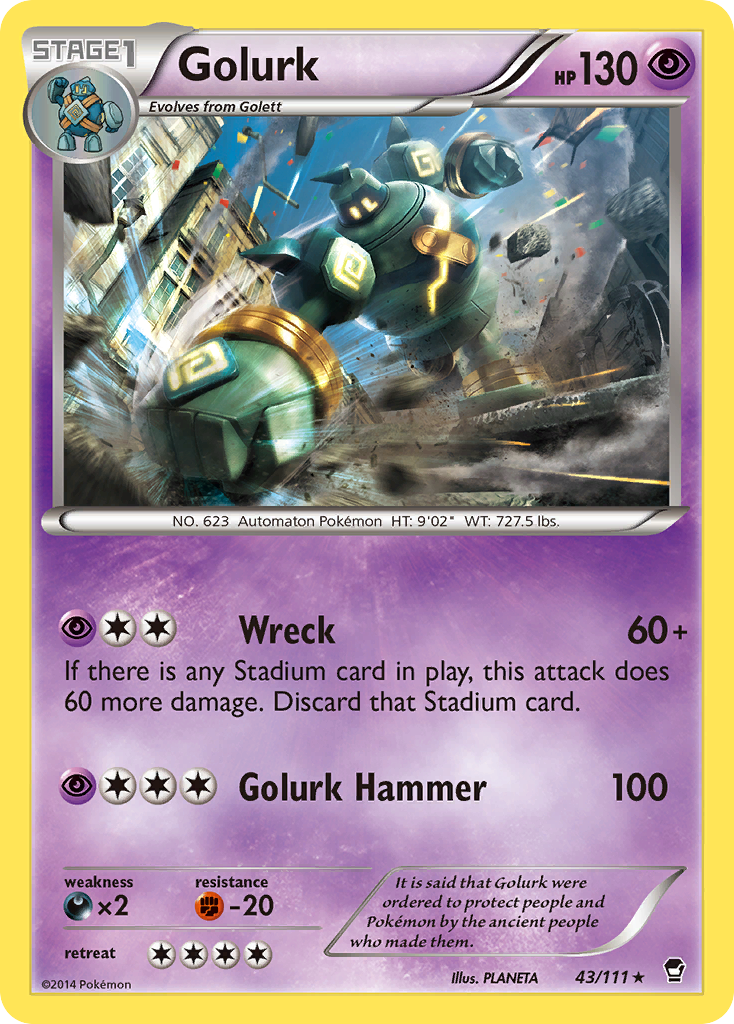 STAGE1
Golurk
HP 130
Evolves from Golett
NO. 623 Automaton Pokémon HT: 9'02" WT: 727.5 lbs.
Wreck 60+
If there is any Stadium card in play, this attack does
60 more damage. Discard that Stadium card.
Golurk Hammer 100
weakness resistance
×2 -20
retreat
It is said that Golurk were
ordered to protect people and
Pokémon by the ancient people
who made them.
©2014 Pokémon
Illus. PLANETA 43/111 ★